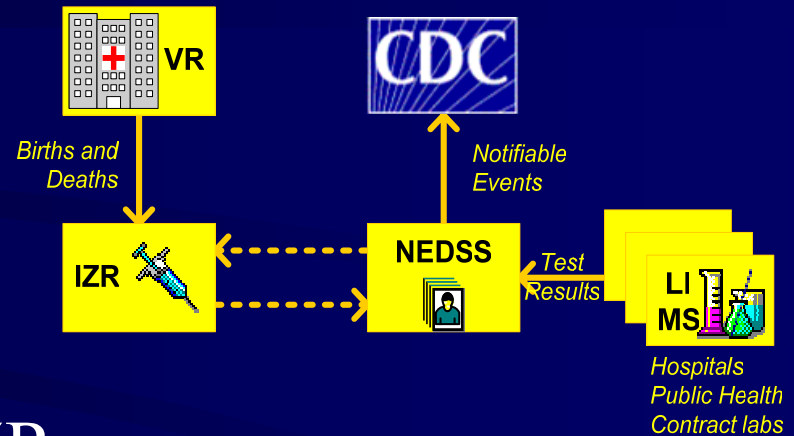 VR
CDC
Births and
Deaths
Notifiable
Events
IZR
NEDSS
Test
Results
LI
MS
Hospitals
Public Health
Contract labs